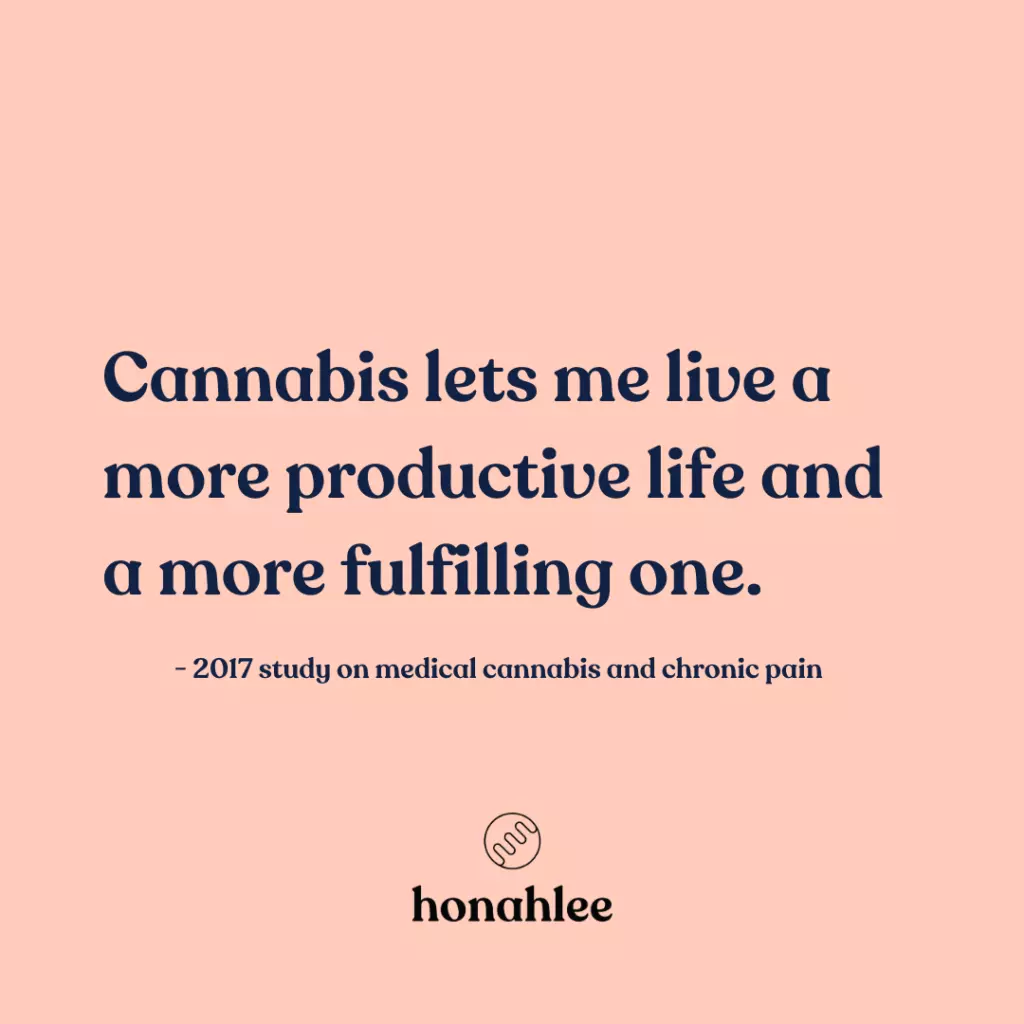 Cannabis lets me live a
more productive life and
a more fulfilling one.
- 2017 study on medical cannabis and chronic pain
honahlee